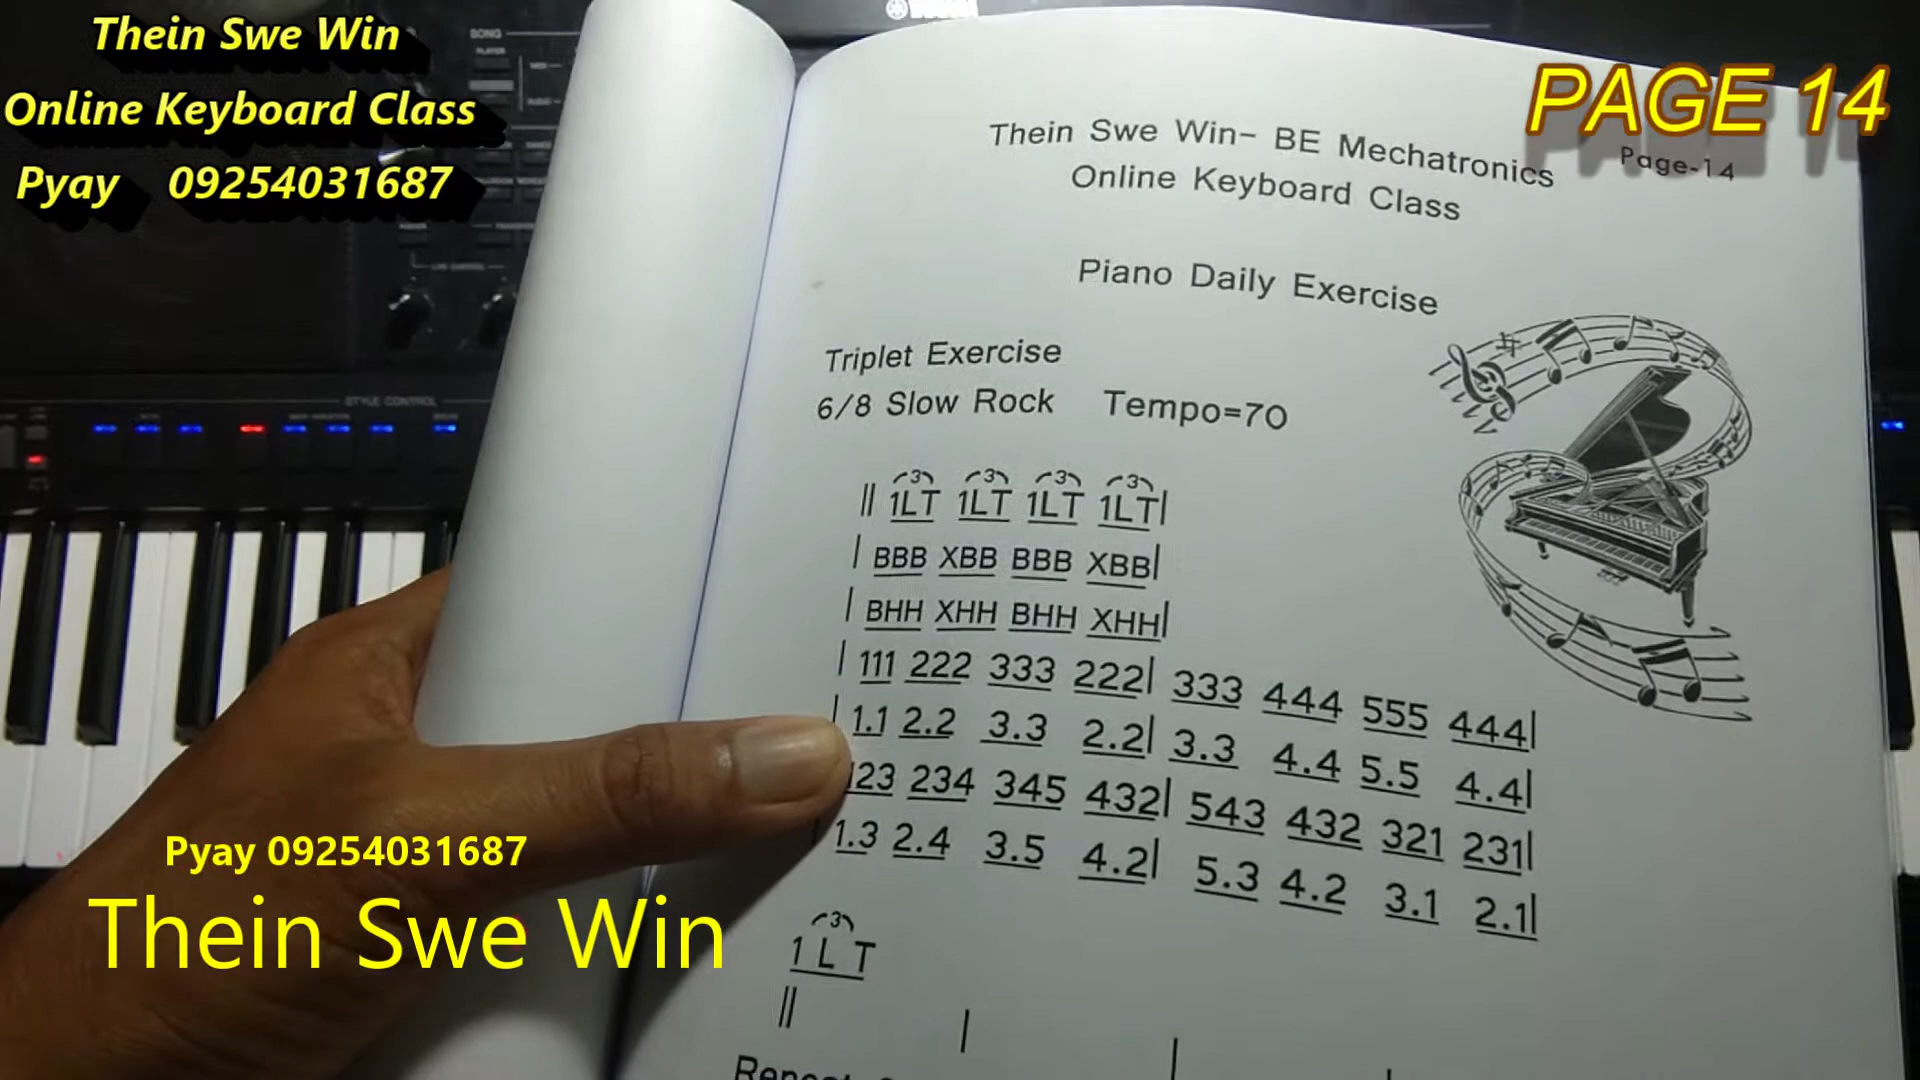 Thein Swe Win
Online Keyboard Class
Pyay 09254031687
PAGE 14
SONG
STYLE CONTROL
Page-14
Thein Swe Win- BE Mechatronics
Online Keyboard Class
Piano Daily Exercise
Triplet Exercise
6/8 Slow Rock Tempo=70
3 3 3 3
|| 1LT 1LT 1LT 1LT|
| BBB XBB BBB XBB|
| BHH XHH BHH XHH|
| 111 222 333 222| 333 444 555 444|
| 1.1 2.2 3.3 2.2| 3.3 4.4 5.5 4.4|
123 234 345 432| 543 432 321 231|
1.3 2.4 3.5 4.2| 5.3 4.2 3.1 2.1|
3
1 L T
|| | |
Pyay 09254031687
Thein Swe Win